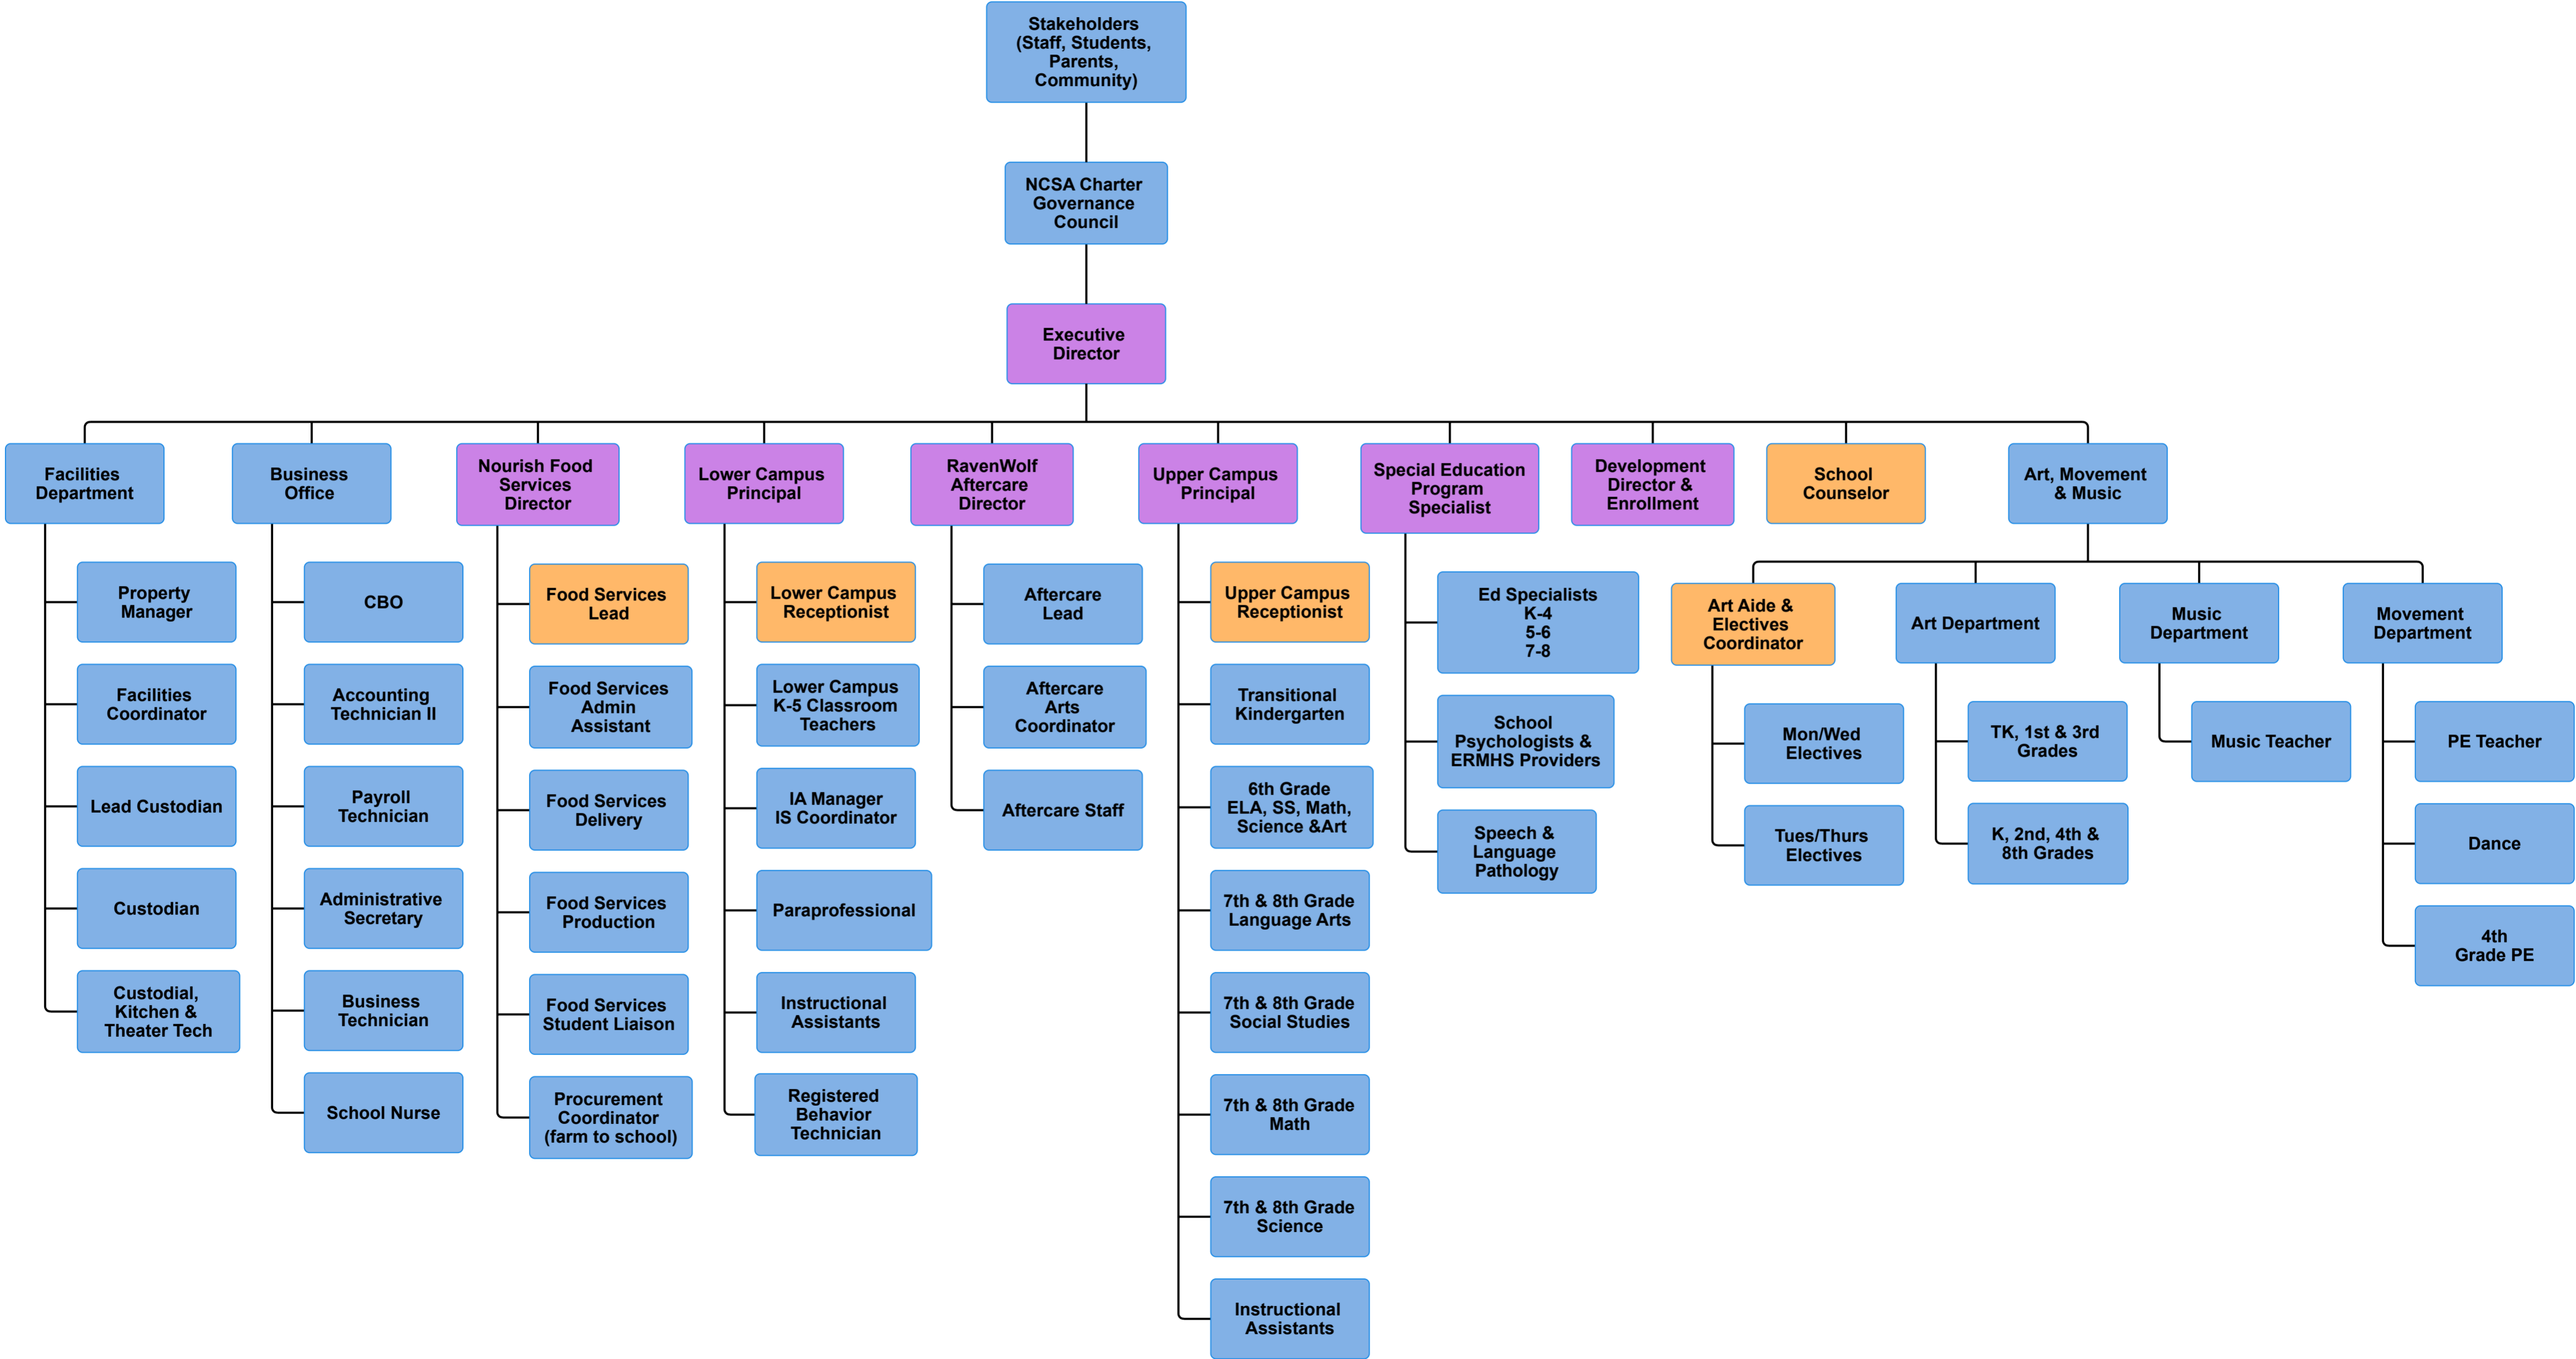 Stakeholders
(Staff, Students,
Parents,
Community)
NCSA Charter
Governance
Council
Executive
Director
Facilities
Department
Business
Office
Nourish Food
Services
Director
Lower Campus
Principal
RavenWolf
Aftercare
Director
Upper Campus
Principal
Special Education
Program
Specialist
Development
Director &
Enrollment
School
Counselor
Art, Movement
& Music
Property
Manager
Facilities
Coordinator
Lead Custodian
Custodian
Custodial,
Kitchen &
Theater Tech
CBO
Accounting
Technician II
Payroll
Technician
Administrative
Secretary
Business
Technician
School Nurse
Food Services
Lead
Food Services
Admin
Assistant
Food Services
Delivery
Food Services
Production
Food Services
Student Liaison
Procurement
Coordinator
(farm to school)
Lower Campus
Receptionist
Lower Campus
K-5 Classroom
Teachers
IA Manager
IS Coordinator
Paraprofessional
Instructional
Assistants
Registered
Behavior
Technician
Aftercare
Lead
Aftercare
Arts
Coordinator
Aftercare Staff
Upper Campus
Receptionist
Transitional
Kindergarten
6th Grade
ELA, SS, Math,
Science &Art
7th & 8th Grade
Language Arts
7th & 8th Grade
Social Studies
7th & 8th Grade
Math
7th & 8th Grade
Science
Instructional
Assistants
Ed Specialists
K-4
5-6
7-8
School
Psychologists &
ERMHS Providers
Speech &
Language
Pathology
Art Aide &
Electives
Coordinator
Mon/Wed
Electives
Tues/Thurs
Electives
Art Department
TK, 1st & 3rd
Grades
K, 2nd, 4th &
8th Grades
Music
Department
Music Teacher
Movement
Department
PE Teacher
Dance
4th
Grade PE